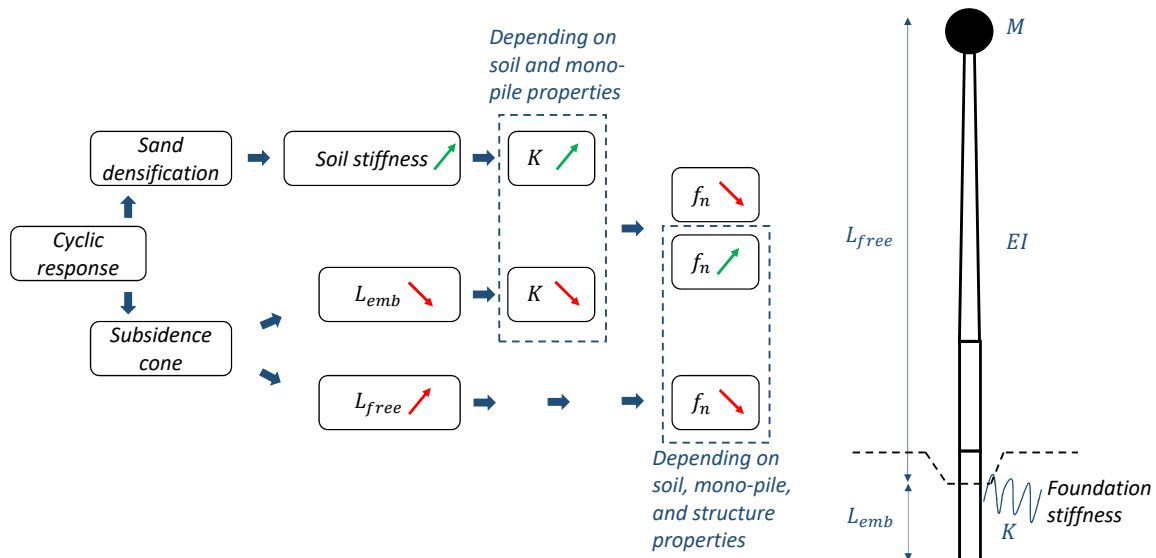 Depending on
soil and mono-
pile properties
Sand
densification
Soil stiffness
K
Cyclic
response
L_emb
K
Subsidence
cone
L_free
f_n
f_n
f_n
Depending on
soil, mono-pile,
and structure
properties
M
L_free
EI
L_emb
Foundation
stiffness
K